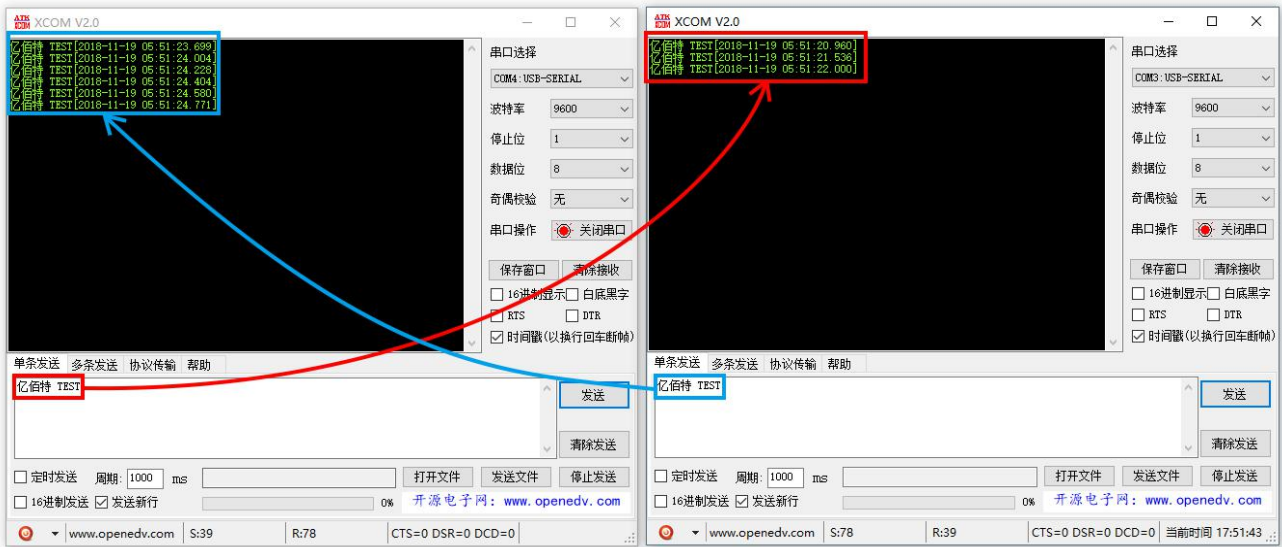 XCOM V2.0
亿佰特 TEST[2018-11-19 05:51:23.699]
亿佰特 TEST[2018-11-19 05:51:24.004]
亿佰特 TEST[2018-11-19 05:51:24.228]
亿佰特 TEST[2018-11-19 05:51:24.404]
亿佰特 TEST[2018-11-19 05:51:24.580]
亿佰特 TEST[2018-11-19 05:51:24.771]
串口选择
COM4:USB-SERIAL
波特率 9600
停止位 1
数据位 8
奇偶校验 无
串口操作 关闭串口
保存窗口 清除接收
16进制显示 白底黑字
RTS DTR
时间戳(以换行回车断帧)
单条发送 多条发送 协议传输 帮助
亿佰特 TEST
发送
清除发送
定时发送 周期: 1000 ms 打开文件 发送文件 停止发送
16进制发送 发送新行 0% 开源电子网: www.openedv.com
www.openedv.com S:39 R:78 CTS=0 DSR=0 DCD=0
XCOM V2.0
亿佰特 TEST[2018-11-19 05:51:20.960]
亿佰特 TEST[2018-11-19 05:51:21.536]
亿佰特 TEST[2018-11-19 05:51:22.000]
串口选择
COM3:USB-SERIAL
波特率 9600
停止位 1
数据位 8
奇偶校验 无
串口操作 关闭串口
保存窗口 清除接收
16进制显示 白底黑字
RTS DTR
时间戳(以换行回车断帧)
单条发送 多条发送 协议传输 帮助
亿佰特 TEST
发送
清除发送
定时发送 周期: 1000 ms 打开文件 发送文件 停止发送
16进制发送 发送新行 0% 开源电子网: www.openedv.com
www.openedv.com S:78 R:39 CTS=0 DSR=0 DCD=0 当前时间 17:51:43